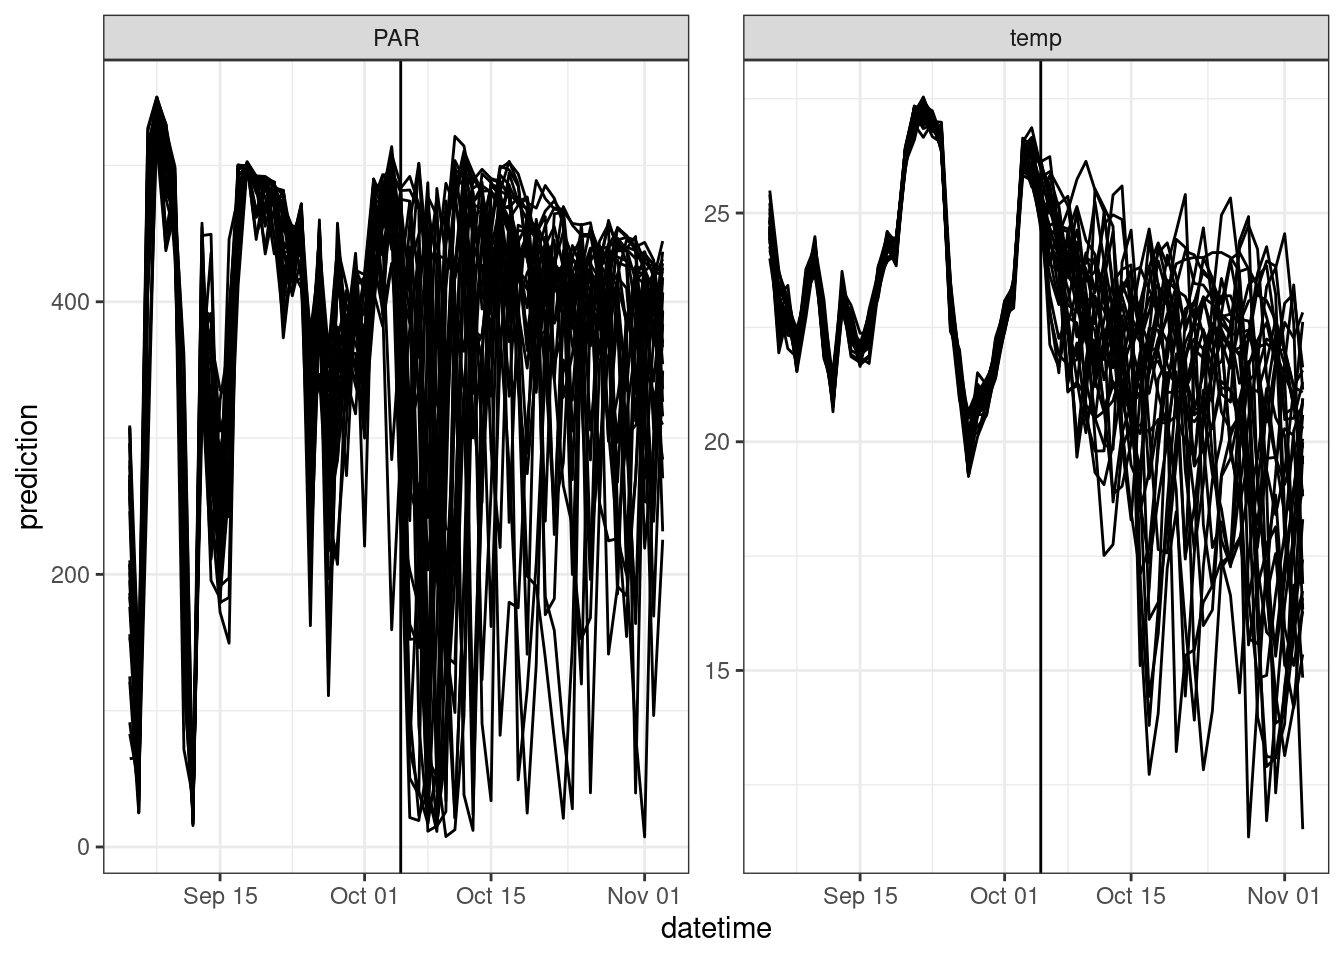 PAR
temp
prediction
400
200
0
25
20
15
Sep 15
Oct 01
Oct 15
Nov 01
Sep 15
Oct 01
Oct 15
Nov 01
datetime